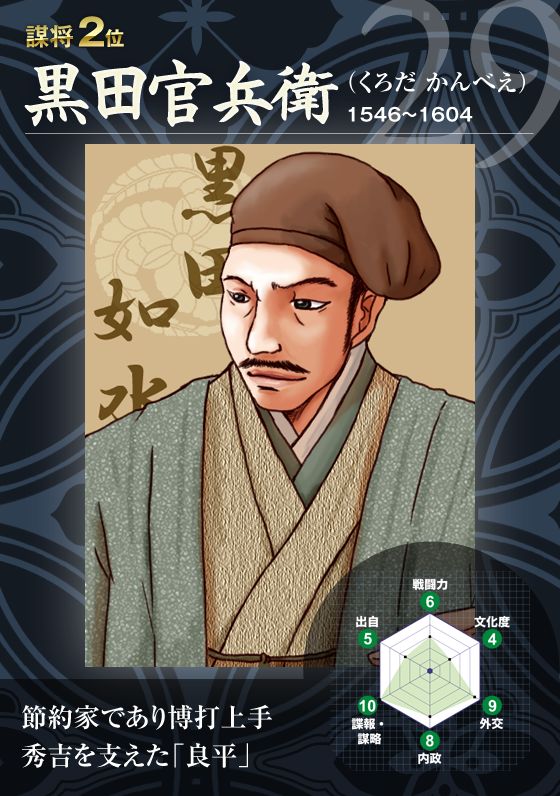 29
謀将2位
黒田官兵衛
(くろだ かんべえ)
1546~1604
黒田
如水
戦闘力
6
文化度
4
外交
9
内政
8
諜報・
謀略
10
出自
5
節約家であり博打上手
秀吉を支えた「良平」